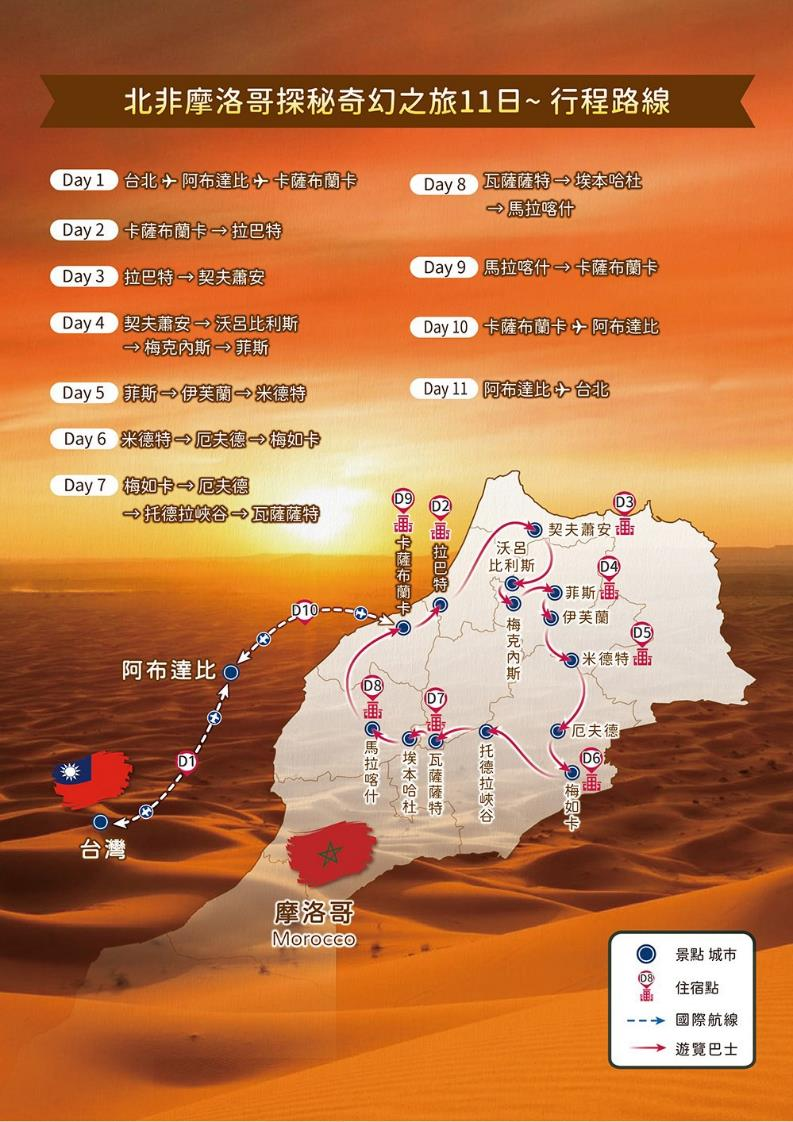 北非摩洛哥探秘奇幻之旅11日~ 行程路線
Day 1 台北 ✈ 阿布達比 ✈ 卡薩布蘭卡
Day 2 卡薩布蘭卡 → 拉巴特
Day 3 拉巴特 → 契夫蕭安
Day 4 契夫蕭安 → 沃呂比利斯
→ 梅克內斯 → 菲斯
Day 5 菲斯 → 伊芙蘭 → 米德特
Day 6 米德特 → 厄夫德 → 梅如卡
Day 7 梅如卡 → 厄夫德
→ 托德拉峽谷 → 瓦薩薩特
Day 8 瓦薩薩特 → 埃本哈杜
→ 馬拉喀什
Day 9 馬拉喀什 → 卡薩布蘭卡
Day 10 卡薩布蘭卡 ✈ 阿布達比
Day 11 阿布達比 ✈ 台北
D9
卡薩布蘭卡
D2
拉巴特
D3
契夫蕭安
沃呂
比利斯
D4
菲斯
梅克內斯
伊芙蘭
D5
米德特
D10
阿布達比
D8
馬拉喀什
D7
埃本哈杜
瓦薩薩特
托德拉峽谷
厄夫德
D6
梅如卡
D1
台灣
摩洛哥
Morocco
景點 城市
D8
住宿點
國際航線
遊覽巴士